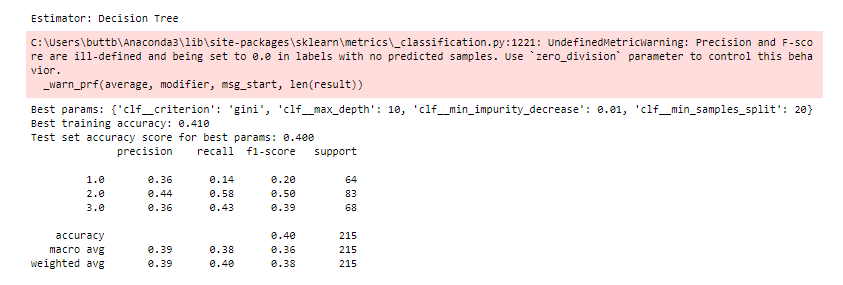 Estimator: Decision Tree
C:\Users\buttb\Anaconda3\lib\site-packages\sklearn\metrics\_classification.py:1221: UndefinedMetricWarning: Precision and F-sco
re are ill-defined and being set to 0.0 in labels with no predicted samples. Use `zero_division` parameter to control this beha
vior.
  _warn_prf(average, modifier, msg_start, len(result))
Best params: {'clf__criterion': 'gini', 'clf__max_depth': 10, 'clf__min_impurity_decrease': 0.01, 'clf__min_samples_split': 20}
Best training accuracy: 0.410
Test set accuracy score for best params: 0.400
              precision    recall  f1-score   support
         1.0       0.36      0.14      0.20        64
         2.0       0.44      0.58      0.50        83
         3.0       0.36      0.43      0.39        68
    accuracy                           0.40       215
   macro avg       0.39      0.38      0.36       215
weighted avg       0.39      0.40      0.38       215